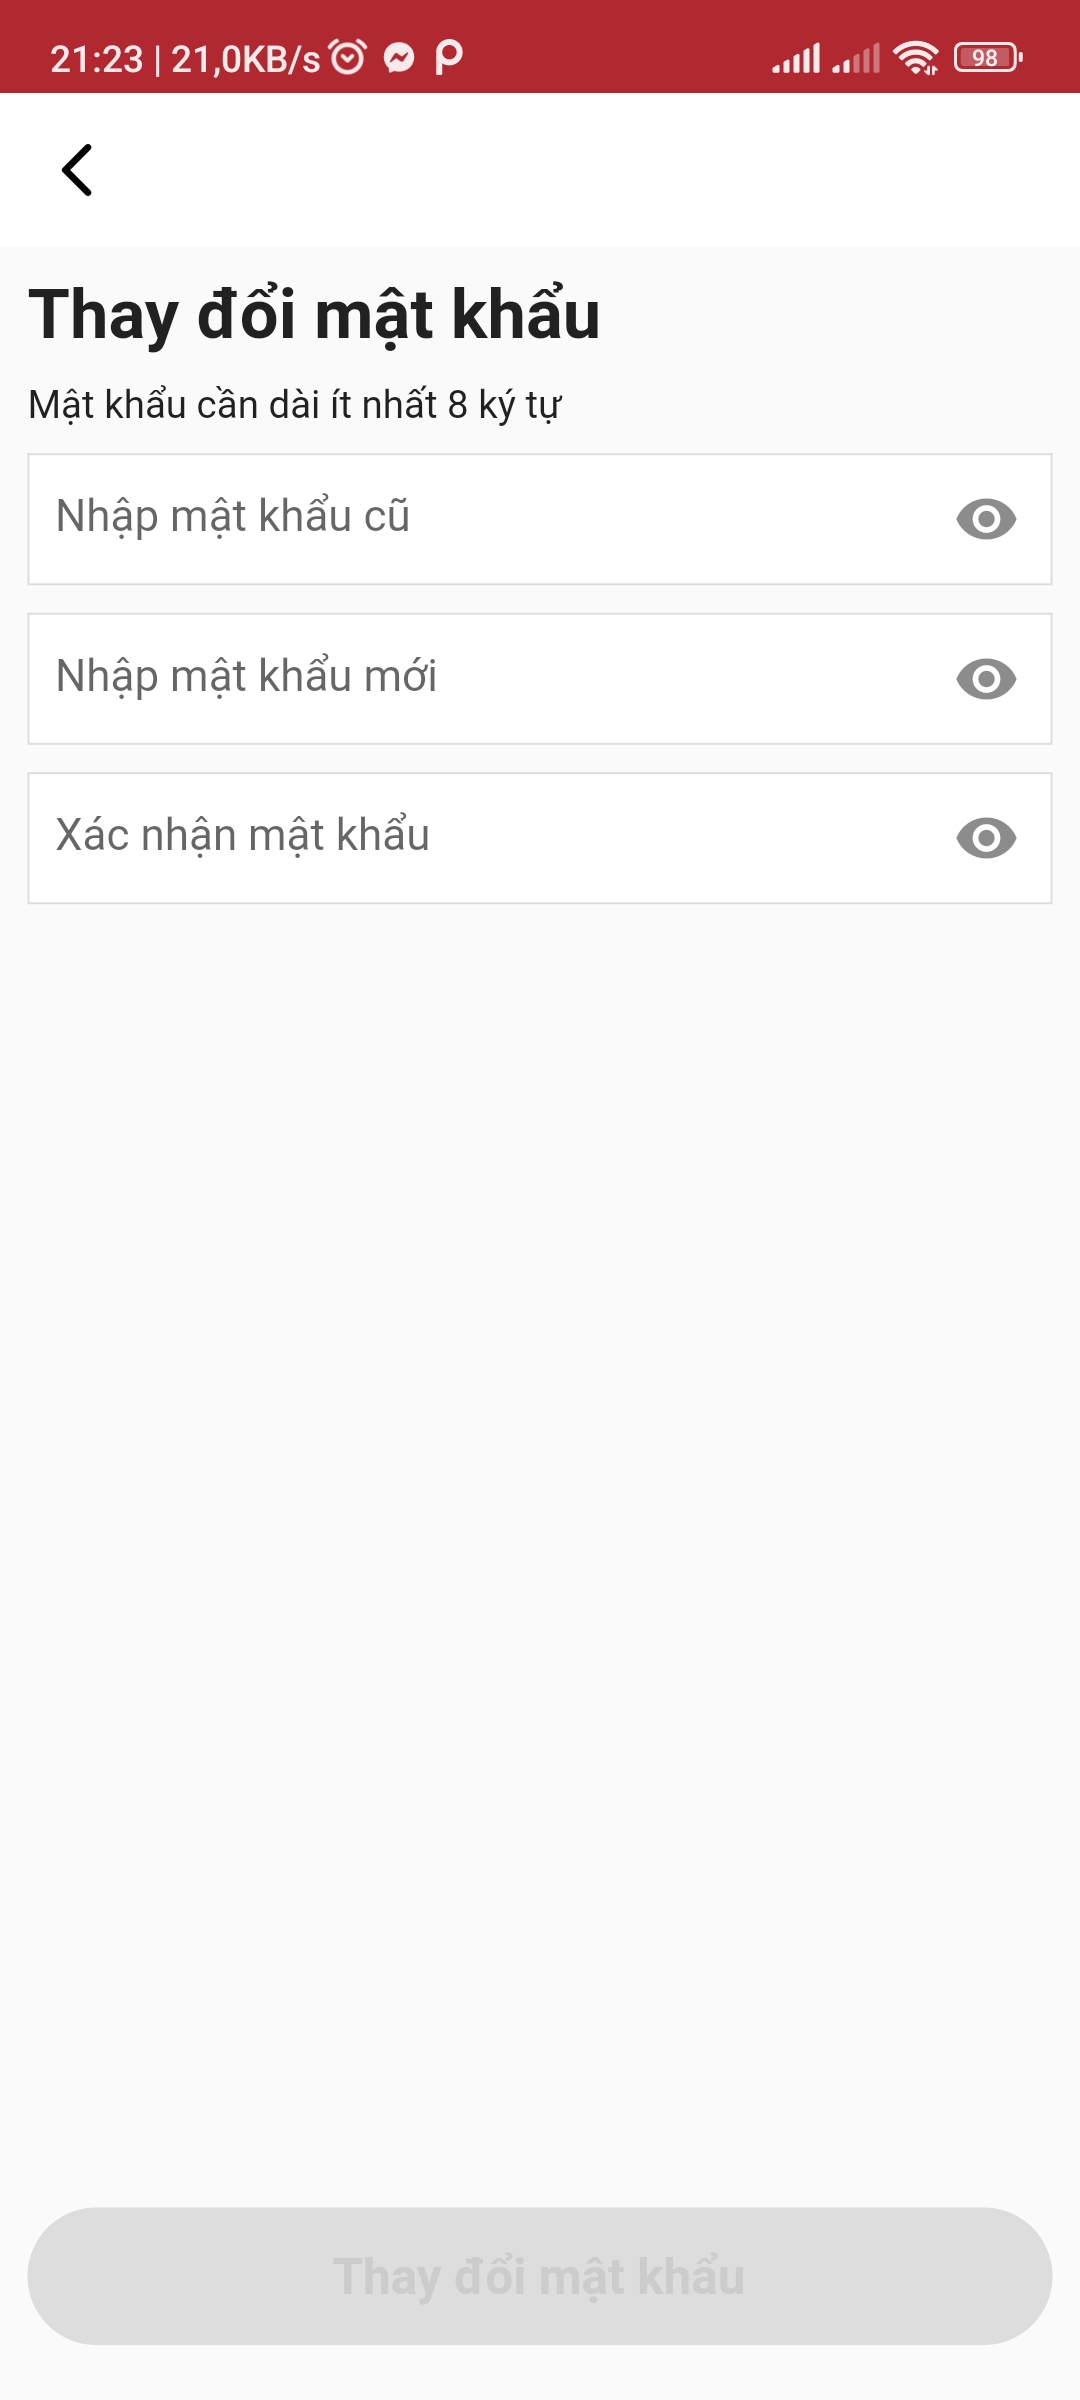 21:23 | 21,0KB/s
98
Thay đổi mật khẩu
Mật khẩu cần dài ít nhất 8 ký tự
Nhập mật khẩu cũ
Nhập mật khẩu mới
Xác nhận mật khẩu
Thay đổi mật khẩu